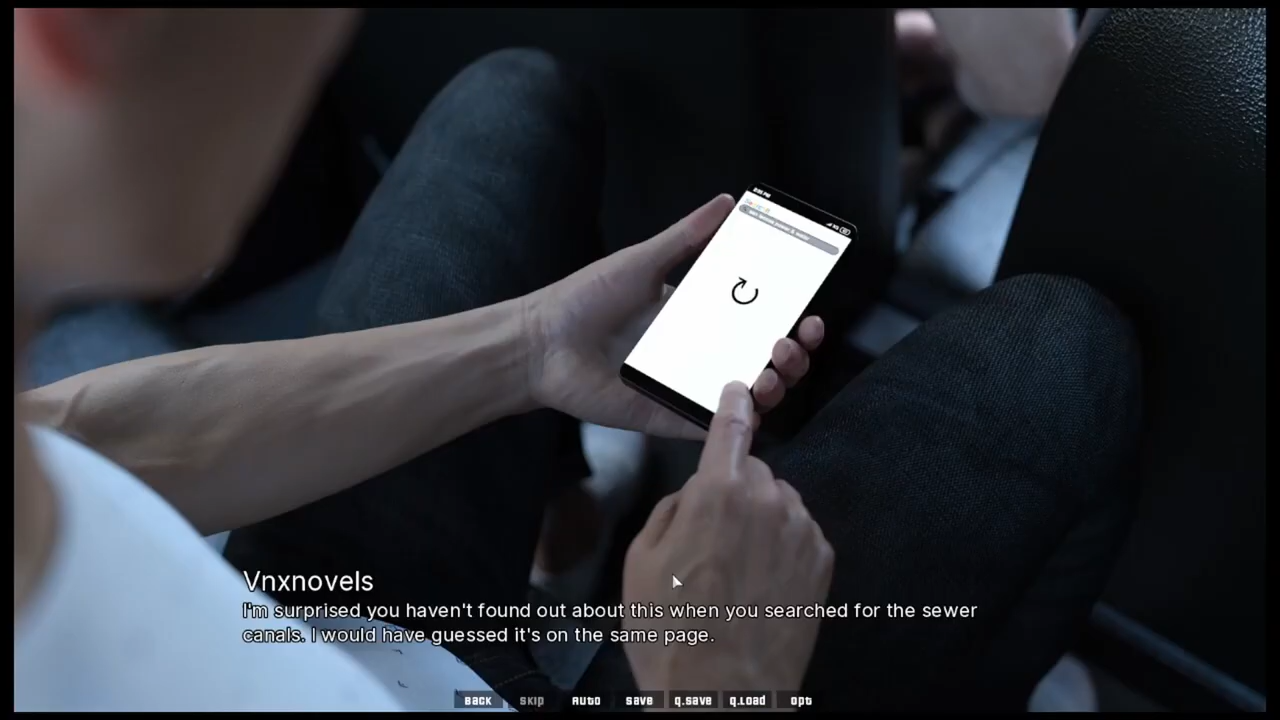 Vnxnovels
I'm surprised you haven't found out about this when you searched for the sewer
canals. I would have guessed it's on the same page.
BACK SKIP AUTO SAVE Q.SAVE Q.LOAD OPT